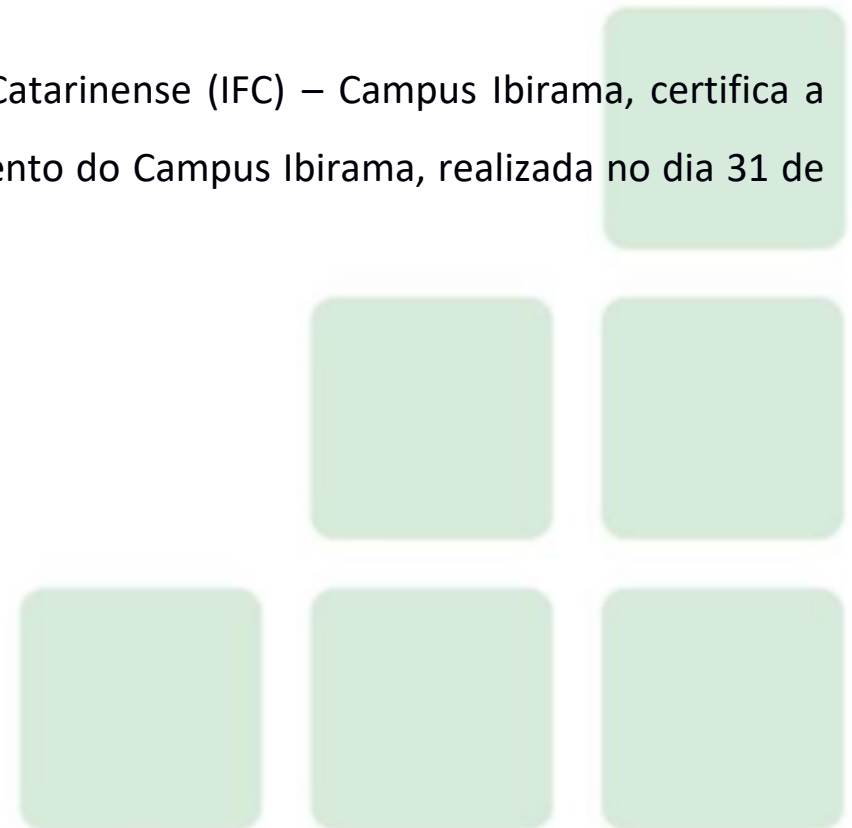 Catarinense (IFC) – Campus Ibirama, certifica a
ento do Campus Ibirama, realizada no dia 31 de